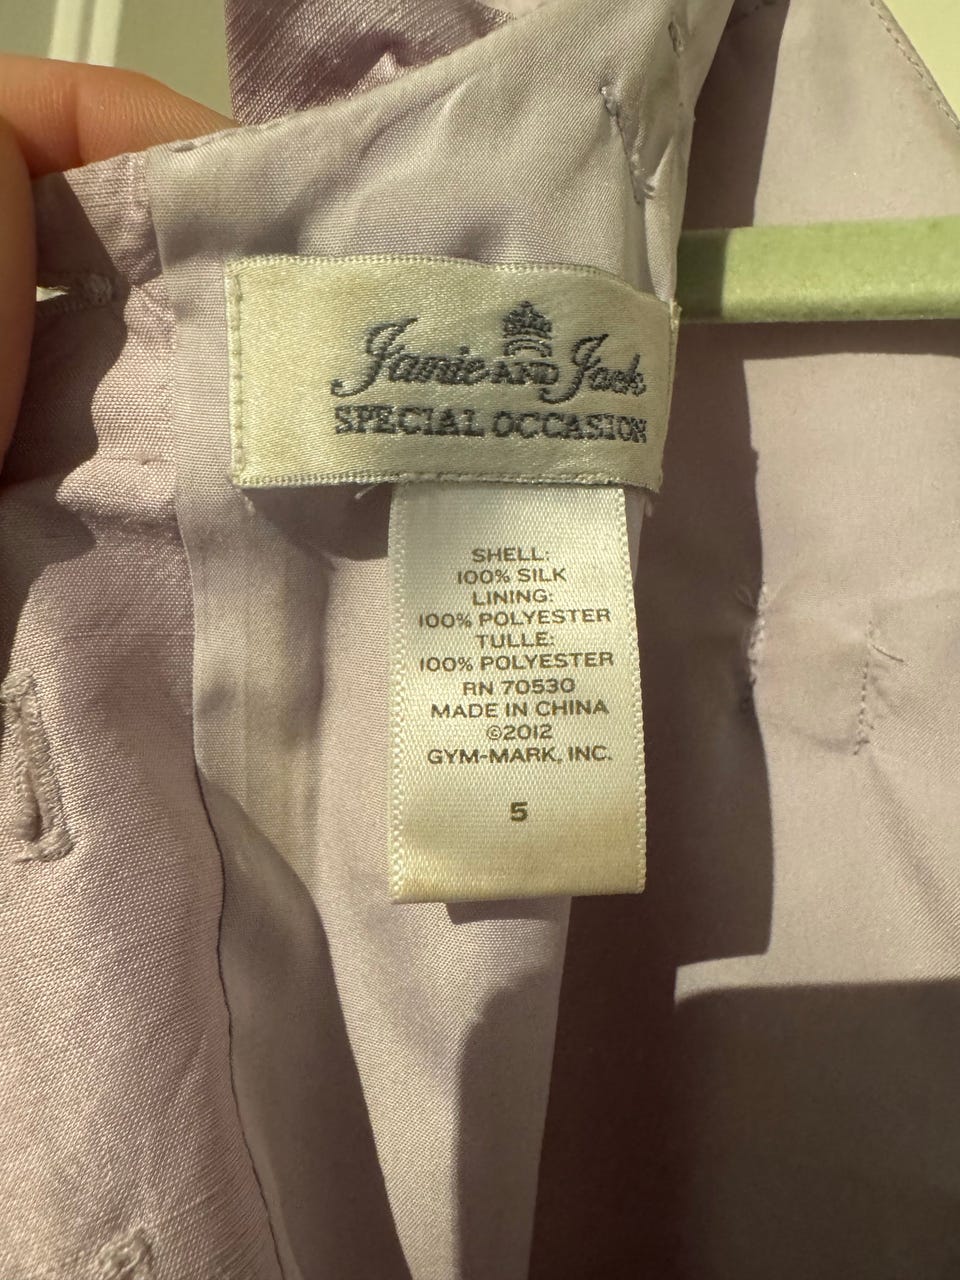 Jamie AND Jack
SPECIAL OCCASION
SHELL:
100% SILK
LINING:
100% POLYESTER
TULLE:
100% POLYESTER
RN 70530
MADE IN CHINA
©2012
GYM-MARK, INC.
5